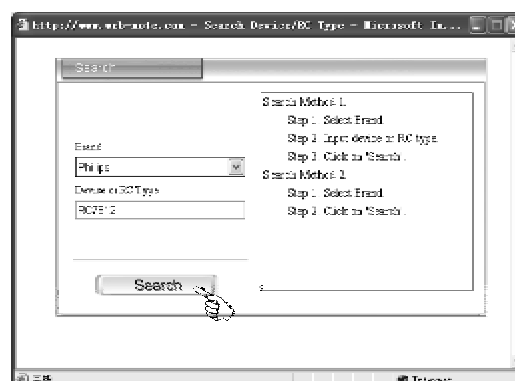 http://www.web-mote.com - Search Device/RC Type - Microsoft In...
Search
Brand
Philips
Device or RC Type
RC7512
Search
Search Method 1.
Step 1. Select Brand.
Step 2. Input device or RC type.
Step 3. Click on 'Search'.
Search Method 2.
Step 1. Select Brand.
Step 2. Click on 'Search'.
Internet